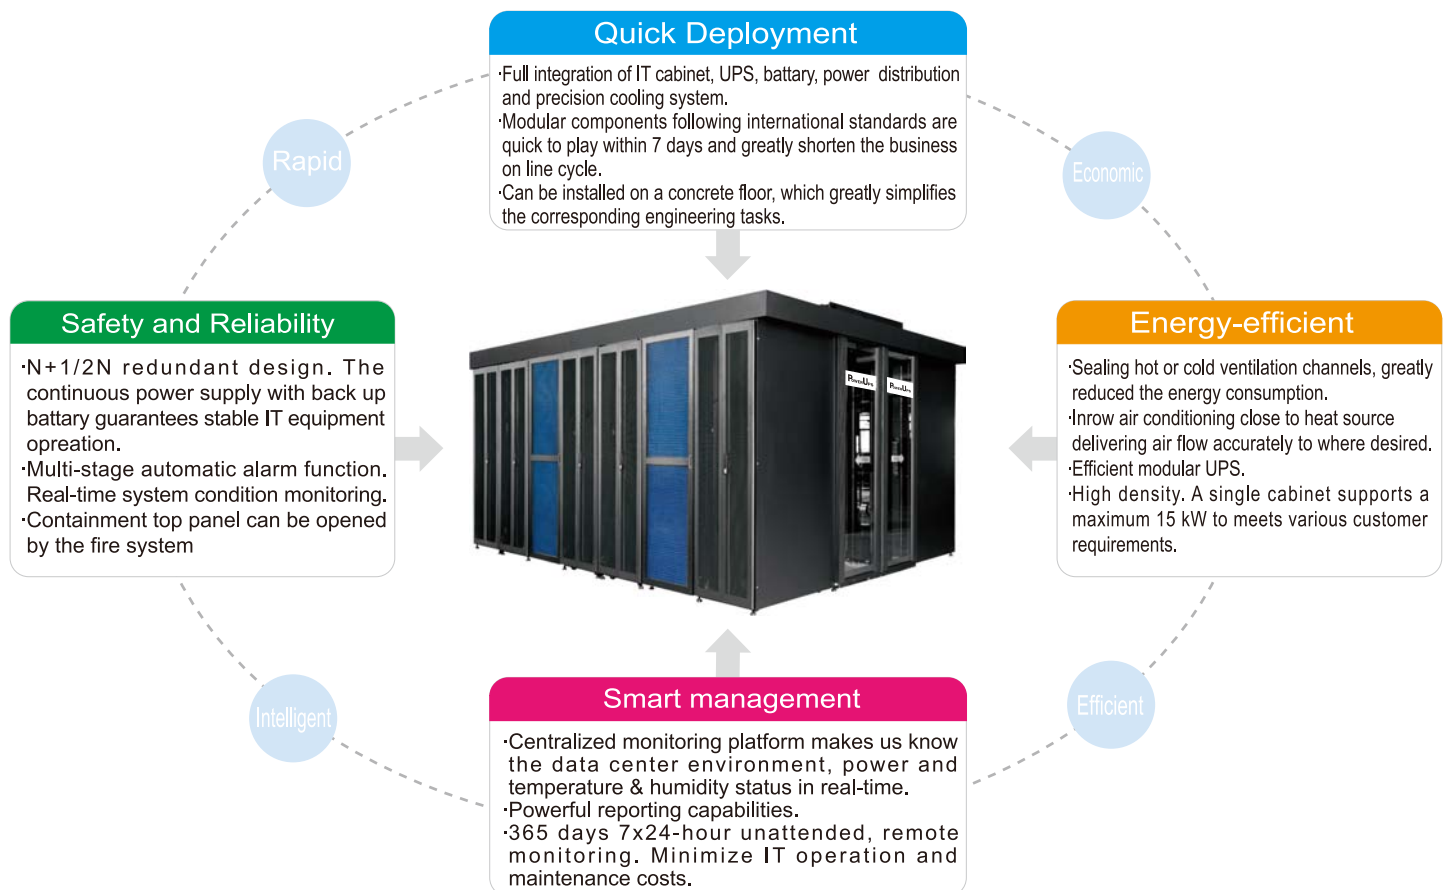 Quick Deployment
·Full integration of IT cabinet, UPS, battary, power distribution
and precision cooling system.
·Modular components following international standards are
quick to play within 7 days and greatly shorten the business
on line cycle.
·Can be installed on a concrete floor, which greatly simplifies
the corresponding engineering tasks.
Rapid
Economic
Safety and Reliability
·N+1/2N redundant design. The
continuous power supply with back up
battary guarantees stable IT equipment
opreation.
·Multi-stage automatic alarm function.
Real-time system condition monitoring.
·Containment top panel can be opened
by the fire system
PowerUps
PowerUps
Energy-efficient
·Sealing hot or cold ventilation channels, greatly
reduced the energy consumption.
·Inrow air conditioning close to heat source
delivering air flow accurately to where desired.
·Efficient modular UPS.
·High density. A single cabinet supports a
maximum 15 kW to meets various customer
requirements.
Intelligent
Efficient
Smart management
·Centralized monitoring platform makes us know
the data center environment, power and
temperature & humidity status in real-time.
·Powerful reporting capabilities.
·365 days 7x24-hour unattended, remote
monitoring. Minimize IT operation and
maintenance costs.